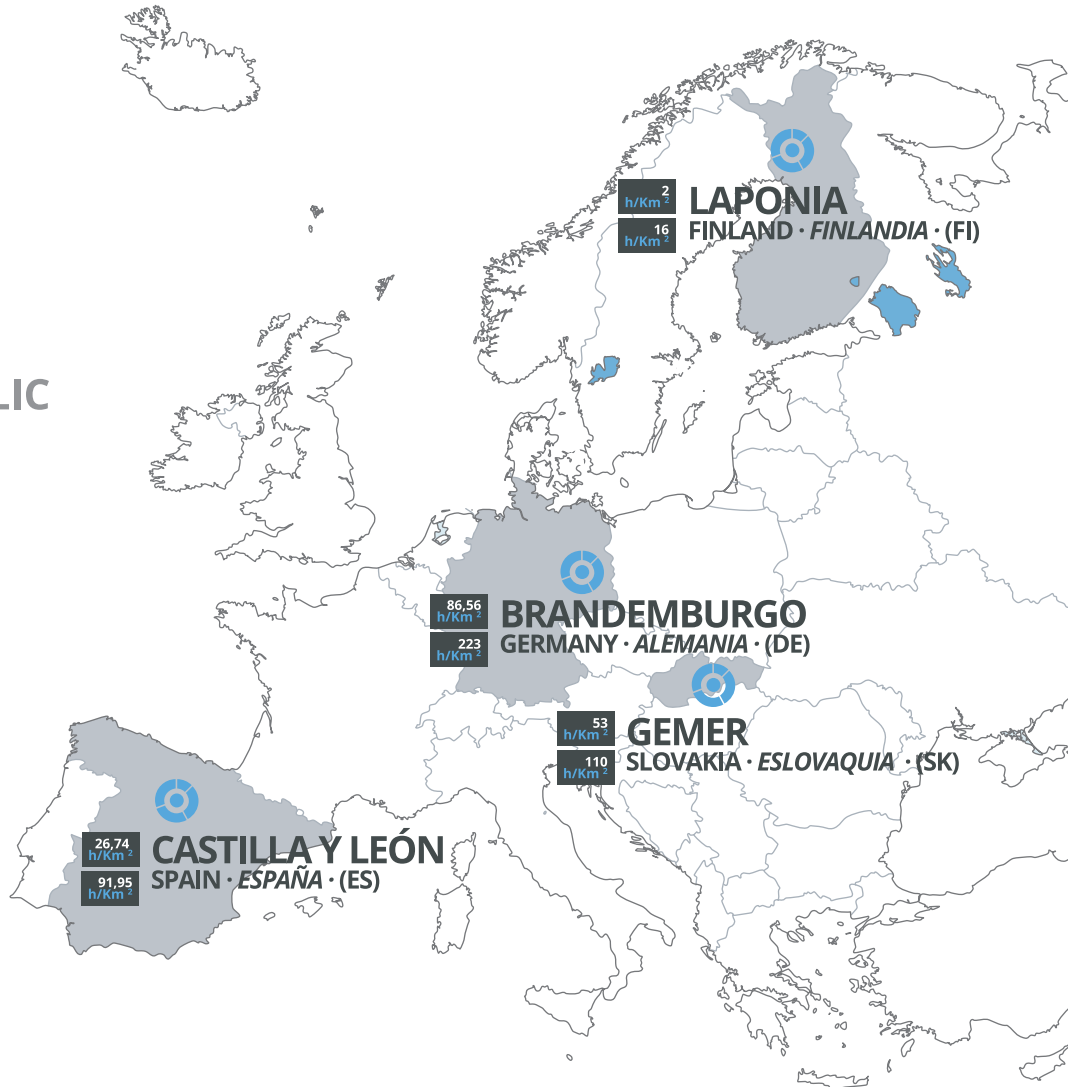 2
h/Km ²
LAPONIA
16
h/Km ²
FINLAND · FINLANDIA · (FI)
LIC
86,56
h/Km ²
BRANDEMBURGO
223
h/Km ²
GERMANY · ALEMANIA · (DE)
53
h/Km ²
GEMER
110
h/Km ²
SLOVAKIA · ESLOVAQUIA · (SK)
26,74
h/Km ²
CASTILLA Y LEÓN
91,95
h/Km ²
SPAIN · ESPAÑA · (ES)